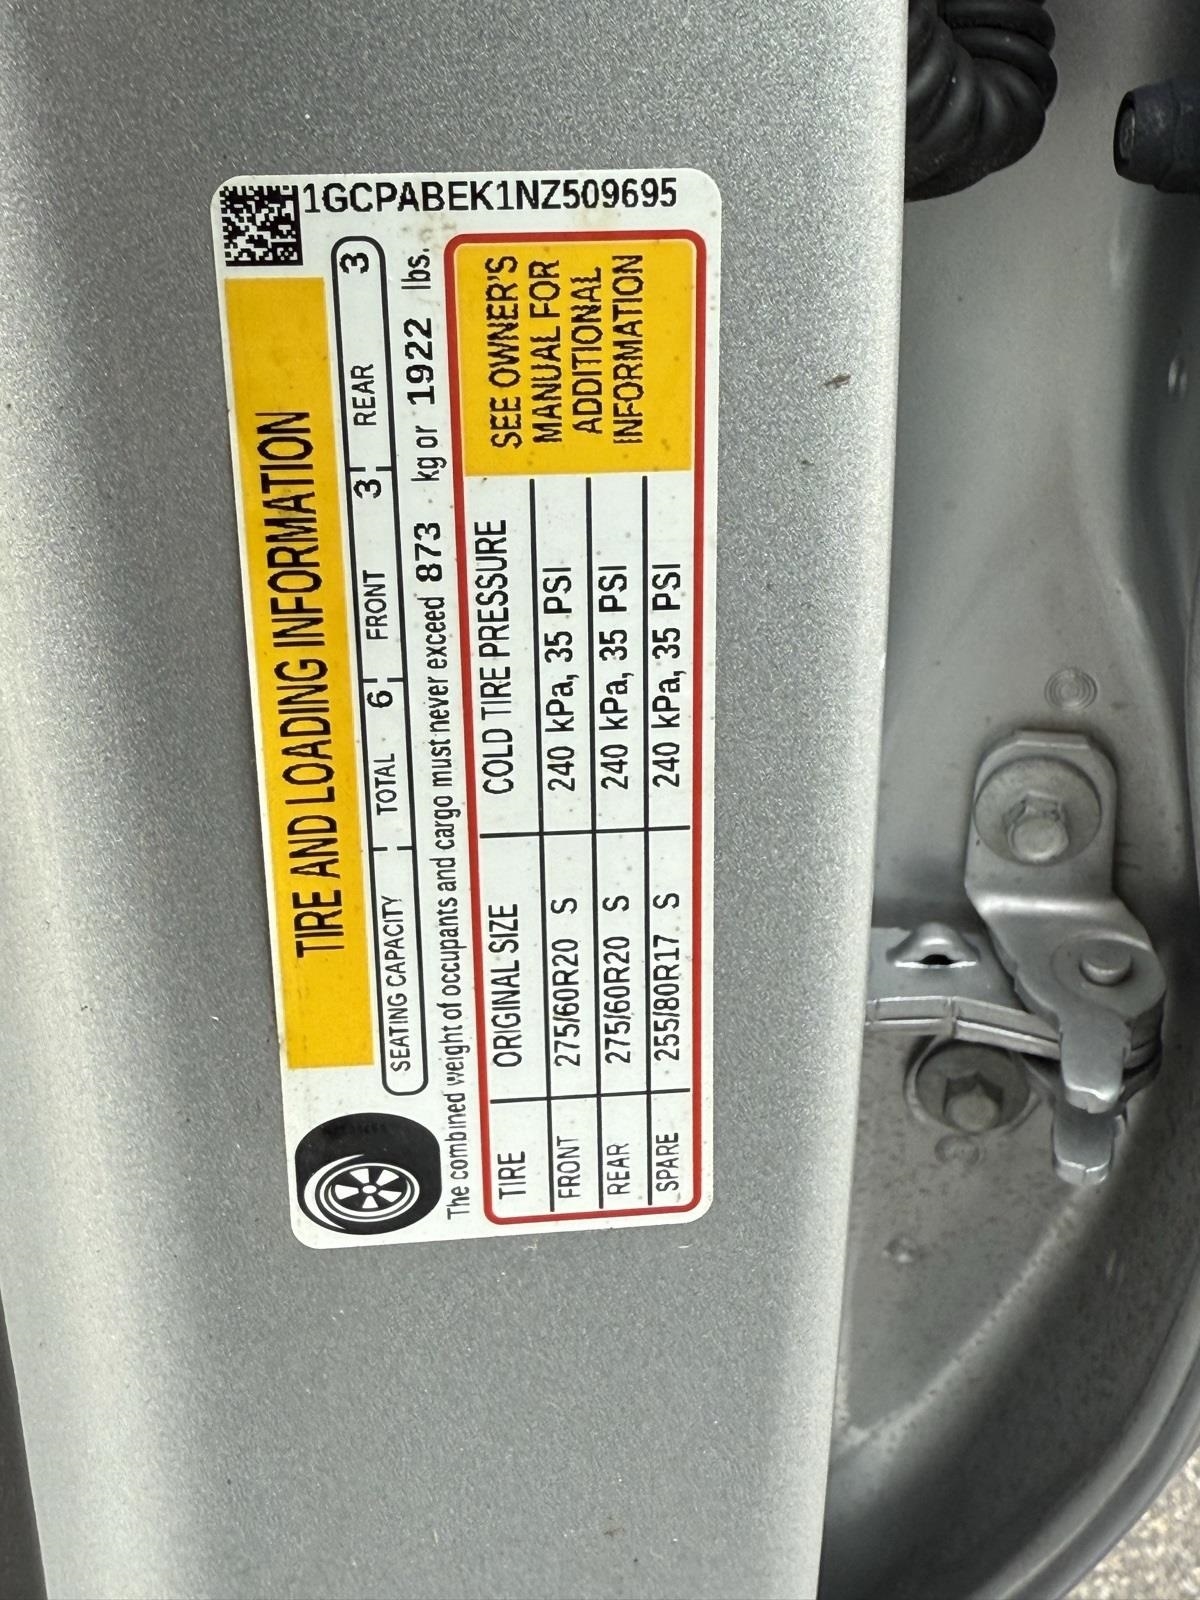 1GCPABEK1NZ509695
TIRE AND LOADING INFORMATION
SEATING CAPACITY TOTAL 6 FRONT 3 REAR 3
The combined weight of occupants and cargo must never exceed 873 kg or 1922 lbs.
TIRE ORIGINAL SIZE COLD TIRE PRESSURE
FRONT 275/60R20 S 240 kPa, 35 PSI
REAR 275/60R20 S 240 kPa, 35 PSI
SPARE 255/80R17 S 240 kPa, 35 PSI
SEE OWNER'S
MANUAL FOR
ADDITIONAL
INFORMATION